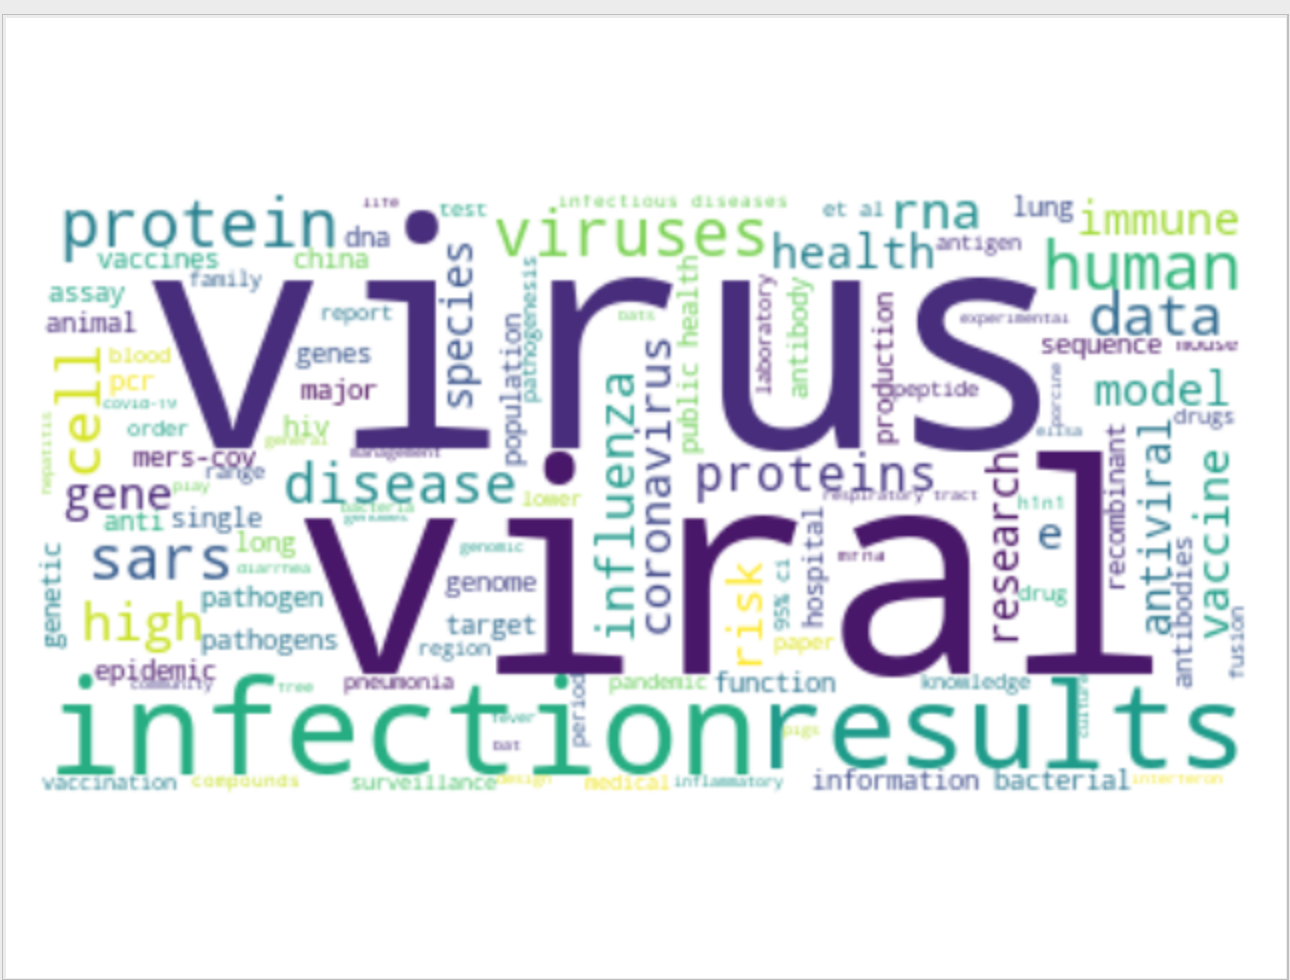 protein
life
test
infectious diseases
viruses
et al
rna
lung
immune
dna
vaccines
china
species
health
antigen
human
family
assay
animal
virus
report
pathogenesis
bats
public health
laboratory
antibody
production
experimental
data
sequence
mouse
cell
blood
pcr
covid-19
genes
major
population
coronavirus
peptide
porcine
model
drugs
hepatitis
order
hiv
general
influenza
elisa
mers-cov
range
management
gene
play
disease
lower
proteins
respiratory tract
research
h1n1
recombinant
antiviral
vaccine
anti
single
bacteria
viral
sars
long
diarrhea
genomic
genome
risk
95% ci
hospital
mrna
e
drug
antibodies
genetic
high
pathogen
pathogens
target
region
paper
fusion
epidemic
community
free
pneumonia
period
pandemic
function
knowledge
culture
infection
results
fever
bat
pigs
vaccination
compounds
surveillance
design
medical
inflammatory
information
bacterial
interferon